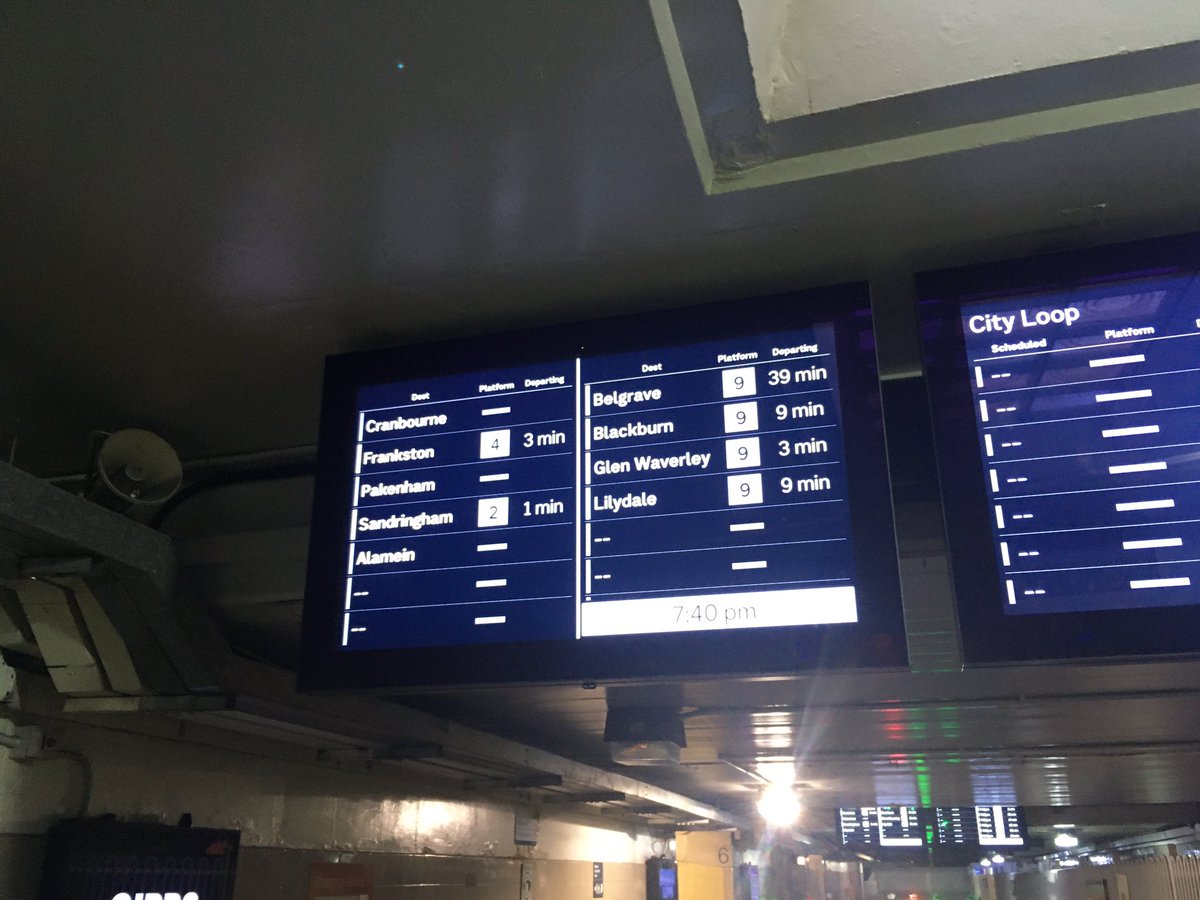 Dest Platform Departing
Cranbourne —
Frankston 4 3 min
Pakenham —
Sandringham 2 1 min
Alamein —
-- —
-- —
Dest Platform Departing
Belgrave 9 39 min
Blackburn 9 9 min
Glen Waverley 9 3 min
Lilydale 9 9 min
-- —
-- —
7:40 pm
City Loop
Scheduled Platform
-- —
-- —
-- —
-- —
-- —
-- —
-- —
6